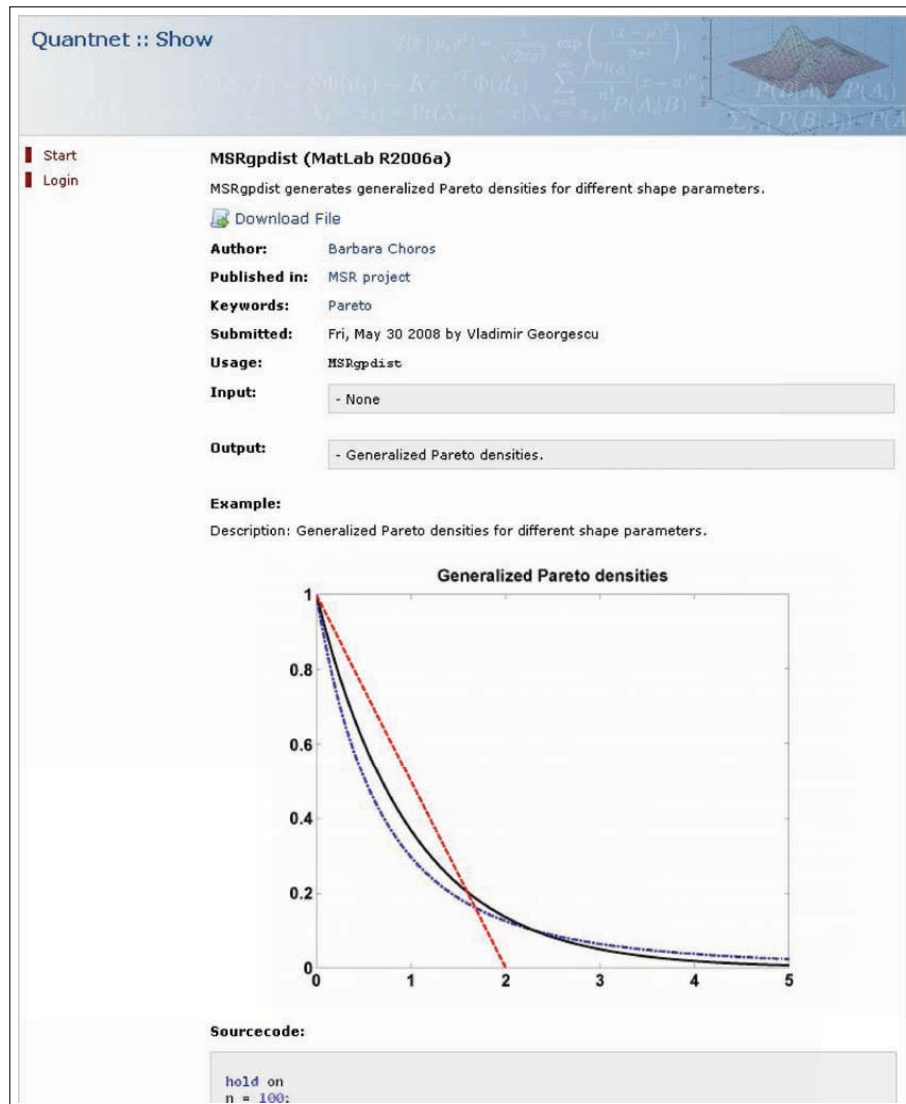 Quantnet :: Show
Start
Login
MSRgpdist (MatLab R2006a)
MSRgpdist generates generalized Pareto densities for different shape parameters.
Download File
Author: Barbara Choros
Published in: MSR project
Keywords: Pareto
Submitted: Fri, May 30 2008 by Vladimir Georgescu
Usage: MSRgpdist
Input: - None
Output: - Generalized Pareto densities.
Example:
Description: Generalized Pareto densities for different shape parameters.
Generalized Pareto densities
1
0.8
0.6
0.4
0.2
0
0 1 2 3 4 5
Sourcecode:
hold on
n = 100;